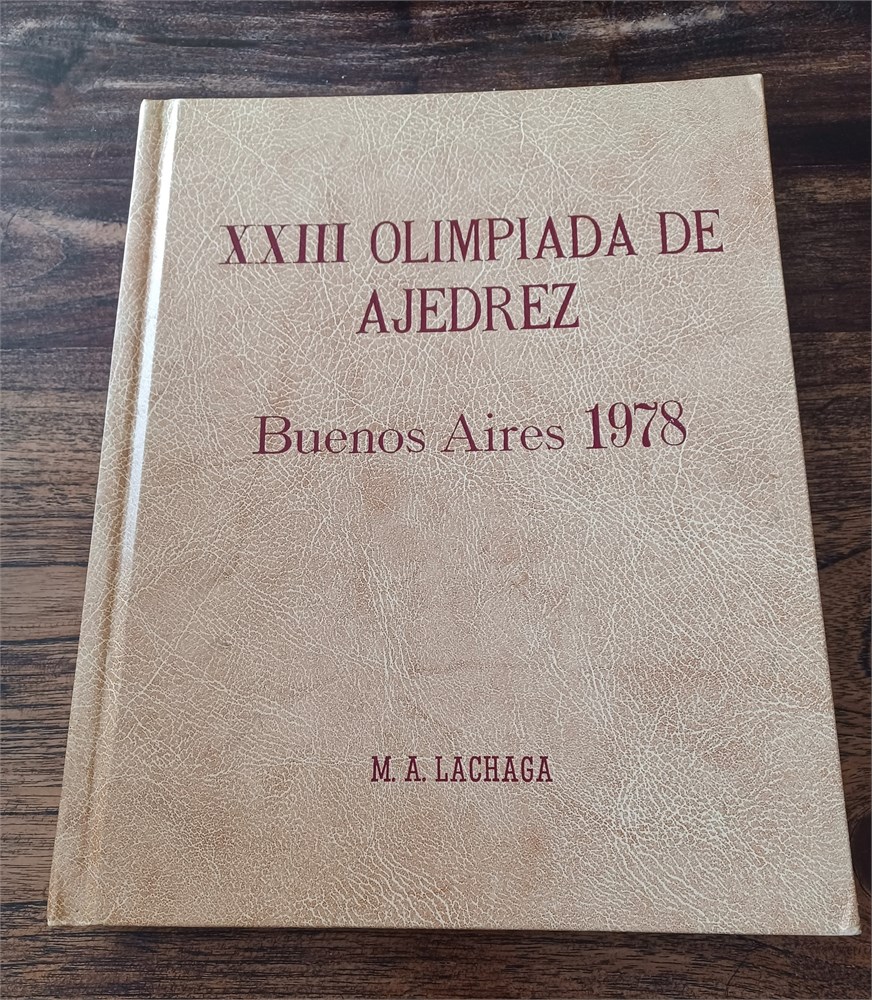 XXIII OLIMPIADA DE
AJEDREZ
Buenos Aires 1978
M. A. LACHAGA